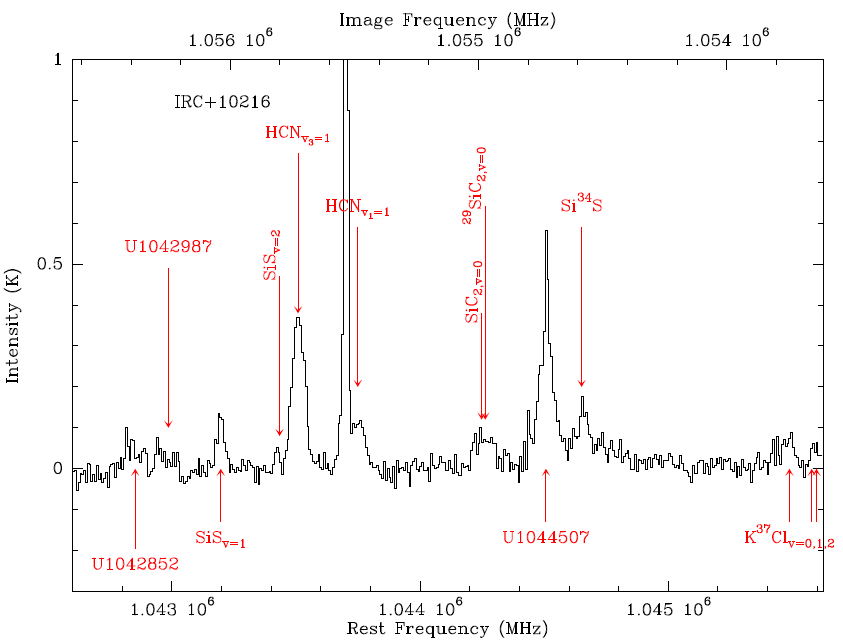 Image Frequency (MHz)
1.056 10^6 1.055 10^6 1.054 10^6
1
IRC+10216
HCN_v3=1
HCN_v1=1
29SiC2,v=0
Si34S
U1042987
SiS_v=2
SiC2,v=0
0.5
Intensity (K)
0
SiS_v=1
U1044507
K37Cl_v=0,1,2
U1042852
1.043 10^6 1.044 10^6 1.045 10^6
Rest Frequency (MHz)